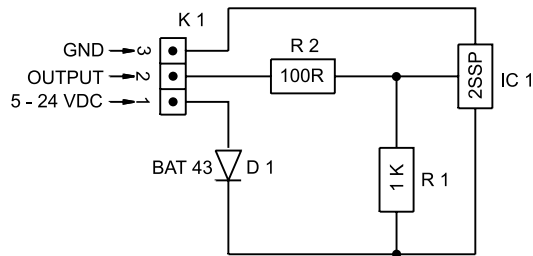 K 1
GND 3
OUTPUT 2
5 - 24 VDC 1
R 2
100R
2SSP
IC 1
BAT 43 D 1
1 K
R 1